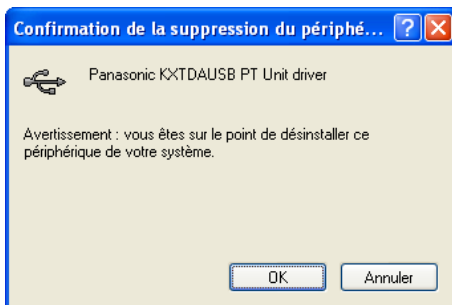 Confirmation de la suppression du périphé...
Panasonic KXTDAUSB PT Unit driver
Avertissement : vous êtes sur le point de désinstaller ce
périphérique de votre système.
OK
Annuler